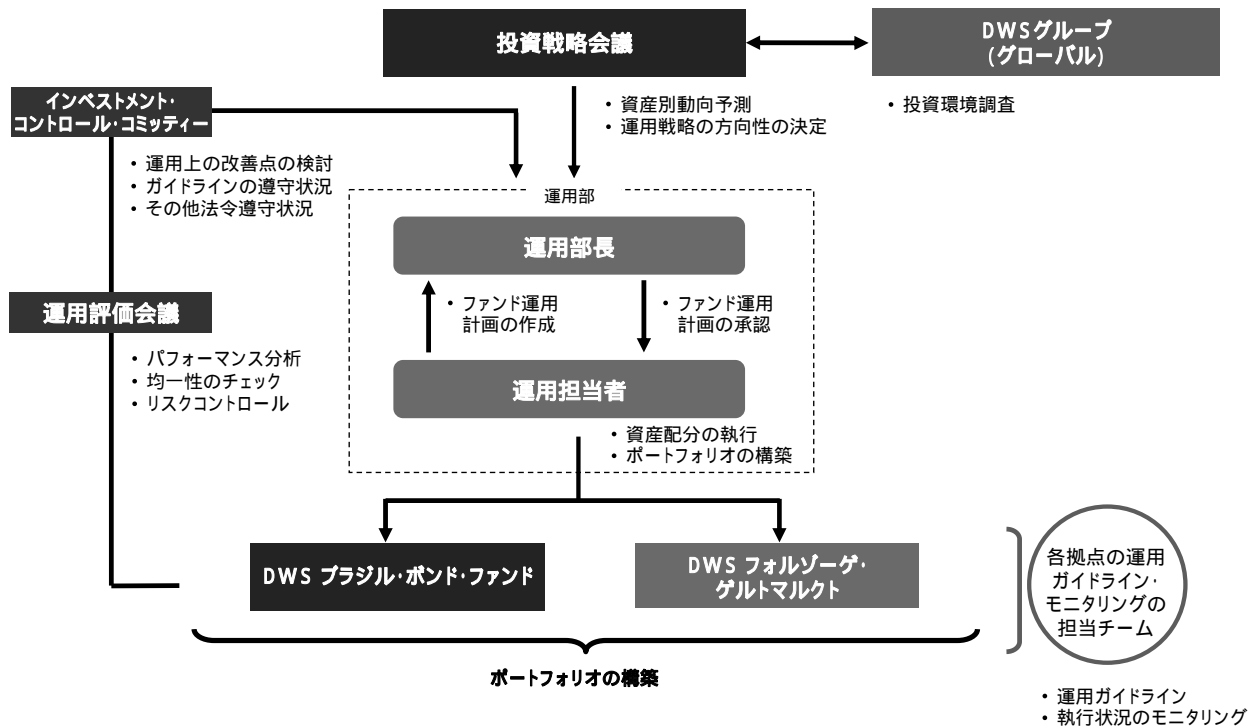 投資戦略会議
DWSグループ
(グローバル)
インベストメント・
コントロール・コミッティー
・資産別動向予測
・運用戦略の方向性の決定
・投資環境調査
・運用上の改善点の検討
・ガイドラインの遵守状況
・その他法令遵守状況
運用部
運用部長
・ファンド運用
計画の作成
・ファンド運用
計画の承認
運用評価会議
・パフォーマンス分析
・均一性のチェック
・リスクコントロール
運用担当者
・資産配分の執行
・ポートフォリオの構築
DWS ブラジル・ボンド・ファンド
DWS フォルゾーゲ・
ゲルトマルクト
各拠点の運用
ガイドライン・
モニタリングの
担当チーム
ポートフォリオの構築
・運用ガイドライン
・執行状況のモニタリング